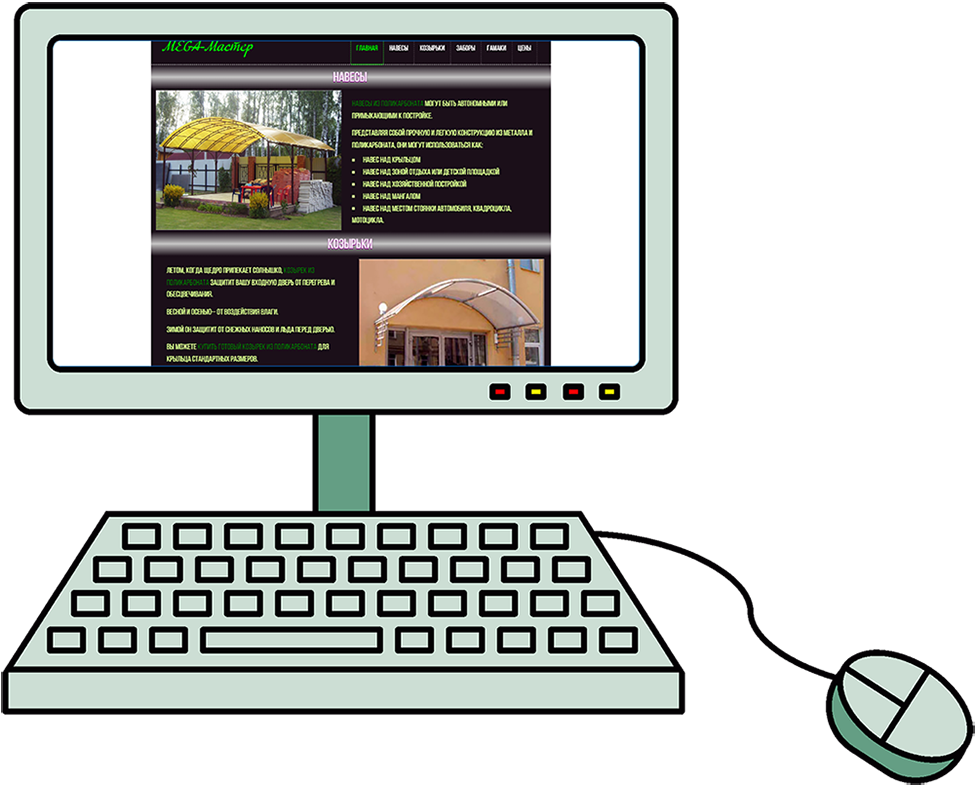 MEGA-Мастер
ГЛАВНАЯ НАВЕСЫ КОЗЫРЬКИ ЗАБОРЫ ГАМАКИ ЦЕНЫ
НАВЕСЫ
НАВЕСЫ ИЗ ПОЛИКАРБОНАТА МОГУТ БЫТЬ АВТОНОМНЫМИ ИЛИ
ПРИМЫКАЮЩИМИ К ПОСТРОЙКЕ.
ПРЕДСТАВЛЯЯ СОБОЙ ПРОЧНУЮ И ЛЕГКУЮ КОНСТРУКЦИЮ ИЗ МЕТАЛЛА И
ПОЛИКАРБОНАТА, ОНИ МОГУТ ИСПОЛЬЗОВАТЬСЯ КАК:
НАВЕС НАД КРЫЛЬЦОМ
НАВЕС НАД ЗОНОЙ ОТДЫХА ИЛИ ДЕТСКОЙ ПЛОЩАДКОЙ
НАВЕС НАД ХОЗЯЙСТВЕННОЙ ПОСТРОЙКОЙ
НАВЕС НАД МАНГАЛОМ
НАВЕС НАД МЕСТОМ СТОЯНКИ АВТОМОБИЛЯ, КВАДРОЦИКЛА,
МОТОЦИКЛА.
КОЗЫРЬКИ
ЛЕТОМ, КОГДА ЩЕДРО ПРИПЕКАЕТ СОЛНЫШКО, КОЗЫРЕК ИЗ
ПОЛИКАРБОНАТА ЗАЩИТИТ ВАШУ ВХОДНУЮ ДВЕРЬ ОТ ПЕРЕГРЕВА И
ОБЕСЦВЕЧИВАНИЯ.
ВЕСНОЙ И ОСЕНЬЮ– ОТ ВОЗДЕЙСТВИЯ ВЛАГИ.
ЗИМОЙ ОН ЗАЩИТИТ ОТ СНЕЖНЫХ НАНОСОВ И ЛЬДА ПЕРЕД ДВЕРЬЮ.
ВЫ МОЖЕТЕ КУПИТЬ ГОТОВЫЙ КОЗЫРЕК ИЗ ПОЛИКАРБОНАТА ДЛЯ
КРЫЛЬЦА СТАНДАРТНЫХ РАЗМЕРОВ.